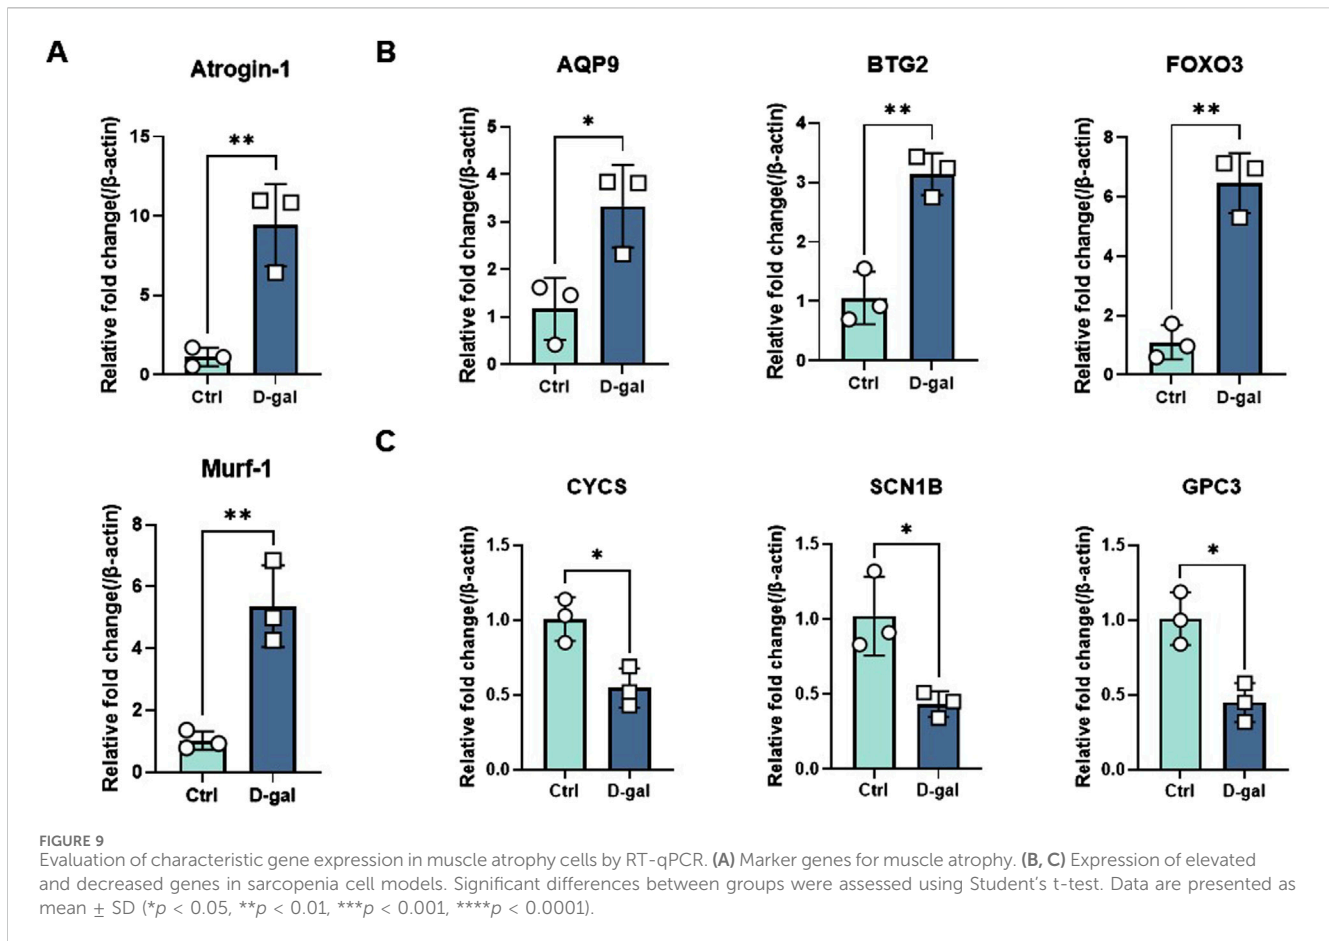 A
Atrogin-1
Relative fold change(/β-actin)
15
10
5
0
**
Ctrl
D-gal
Murf-1
Relative fold change(/β-actin)
8
6
4
2
0
**
Ctrl
D-gal
B
AQP9
Relative fold change(/β-actin)
5
4
3
2
1
0
*
Ctrl
D-gal
BTG2
Relative fold change(/β-actin)
4
3
2
1
0
**
Ctrl
D-gal
FOXO3
Relative fold change(/β-actin)
8
6
4
2
0
**
Ctrl
D-gal
C
CYCS
Relative fold change(/β-actin)
1.5
1.0
0.5
0.0
*
Ctrl
D-gal
SCN1B
Relative fold change(/β-actin)
1.5
1.0
0.5
0.0
*
Ctrl
D-gal
GPC3
Relative fold change(/β-actin)
1.5
1.0
0.5
0.0
*
Ctrl
D-gal
FIGURE 9
Evaluation of characteristic gene expression in muscle atrophy cells by RT-qPCR. (A) Marker genes for muscle atrophy. (B, C) Expression of elevated
and decreased genes in sarcopenia cell models. Significant differences between groups were assessed using Student's t-test. Data are presented as
mean ± SD (*p < 0.05, **p < 0.01, ***p < 0.001, ****p < 0.0001).